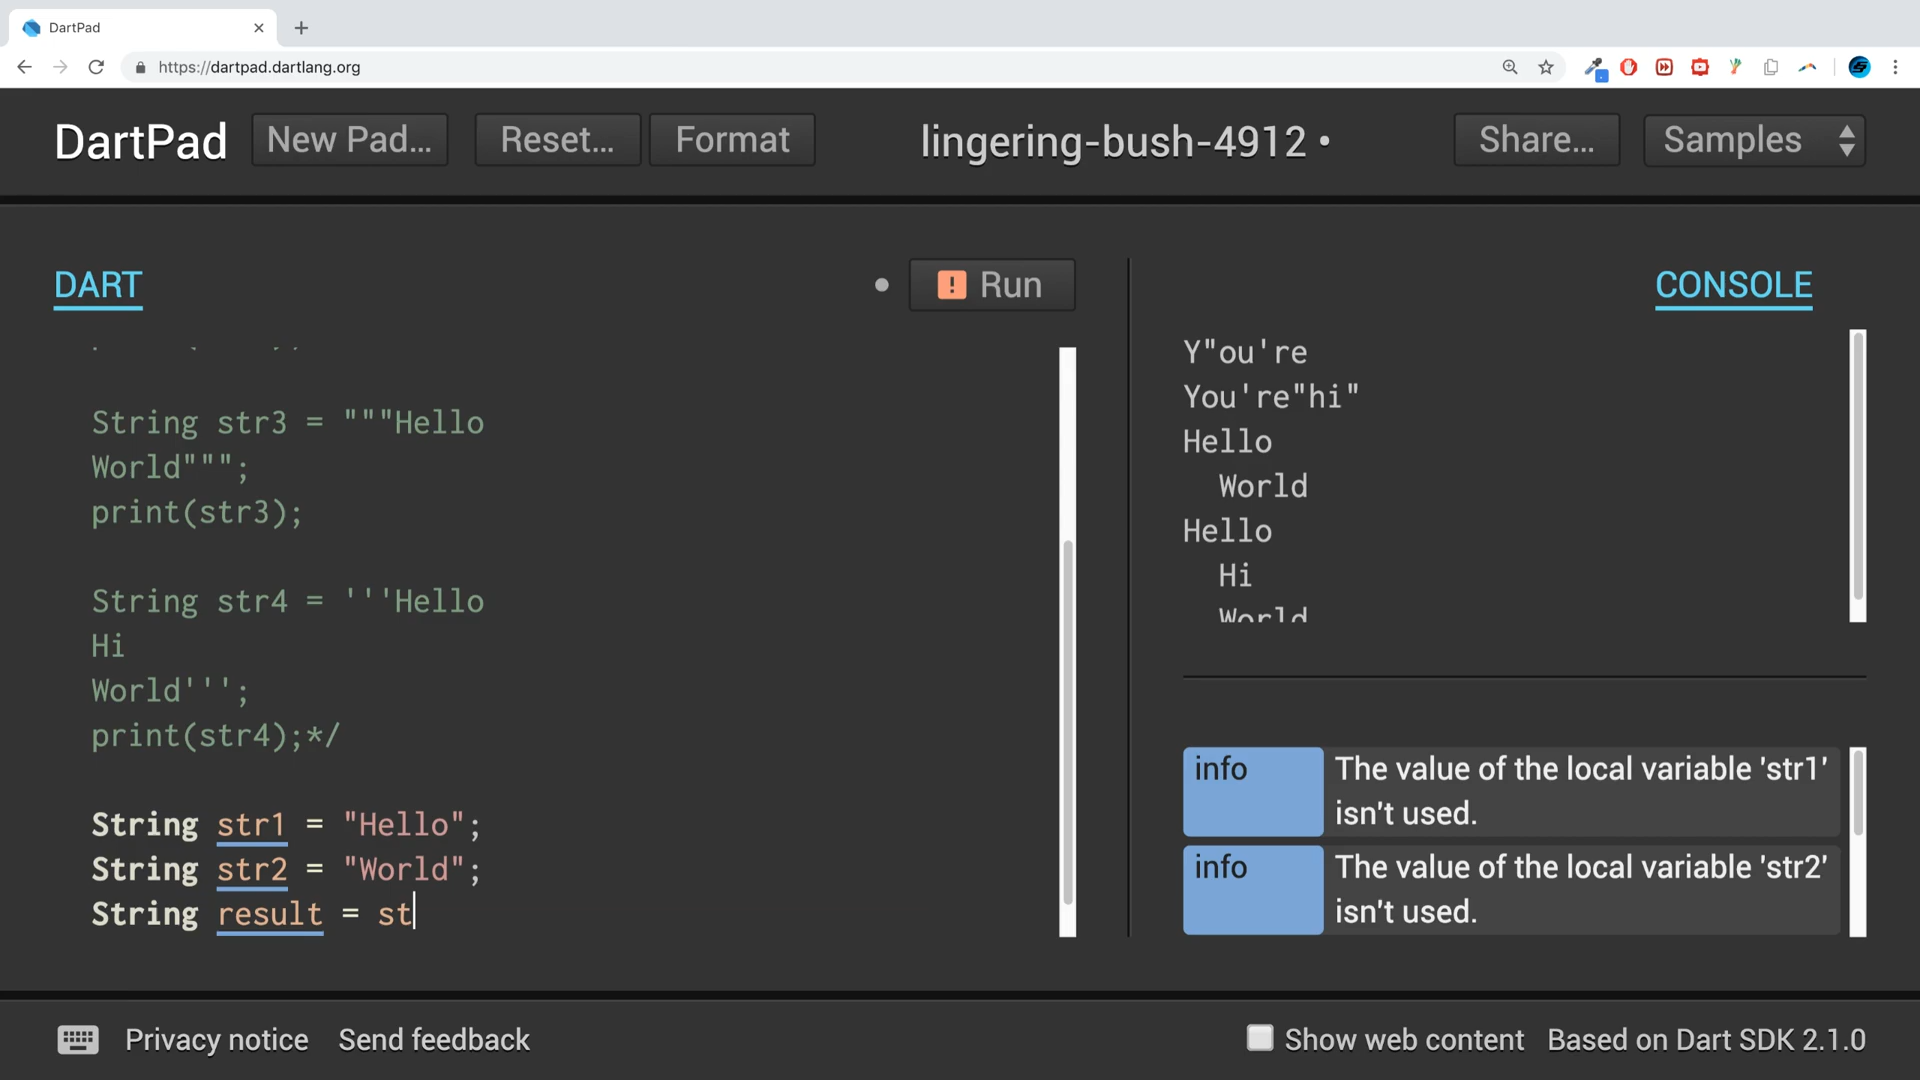 DartPad
https://dartpad.dartlang.org
DartPad New Pad... Reset... Format lingering-bush-4912 • Share... Samples
DART ! Run CONSOLE
String str3 = """Hello
World""";
print(str3);
String str4 = '''Hello
Hi
World''';
print(str4);*/
String str1 = "Hello";
String str2 = "World";
String result = st
Y"ou're
You're"hi"
Hello
World
Hello
Hi
World
info The value of the local variable 'str1'
isn't used.
info The value of the local variable 'str2'
isn't used.
Privacy notice Send feedback Show web content Based on Dart SDK 2.1.0